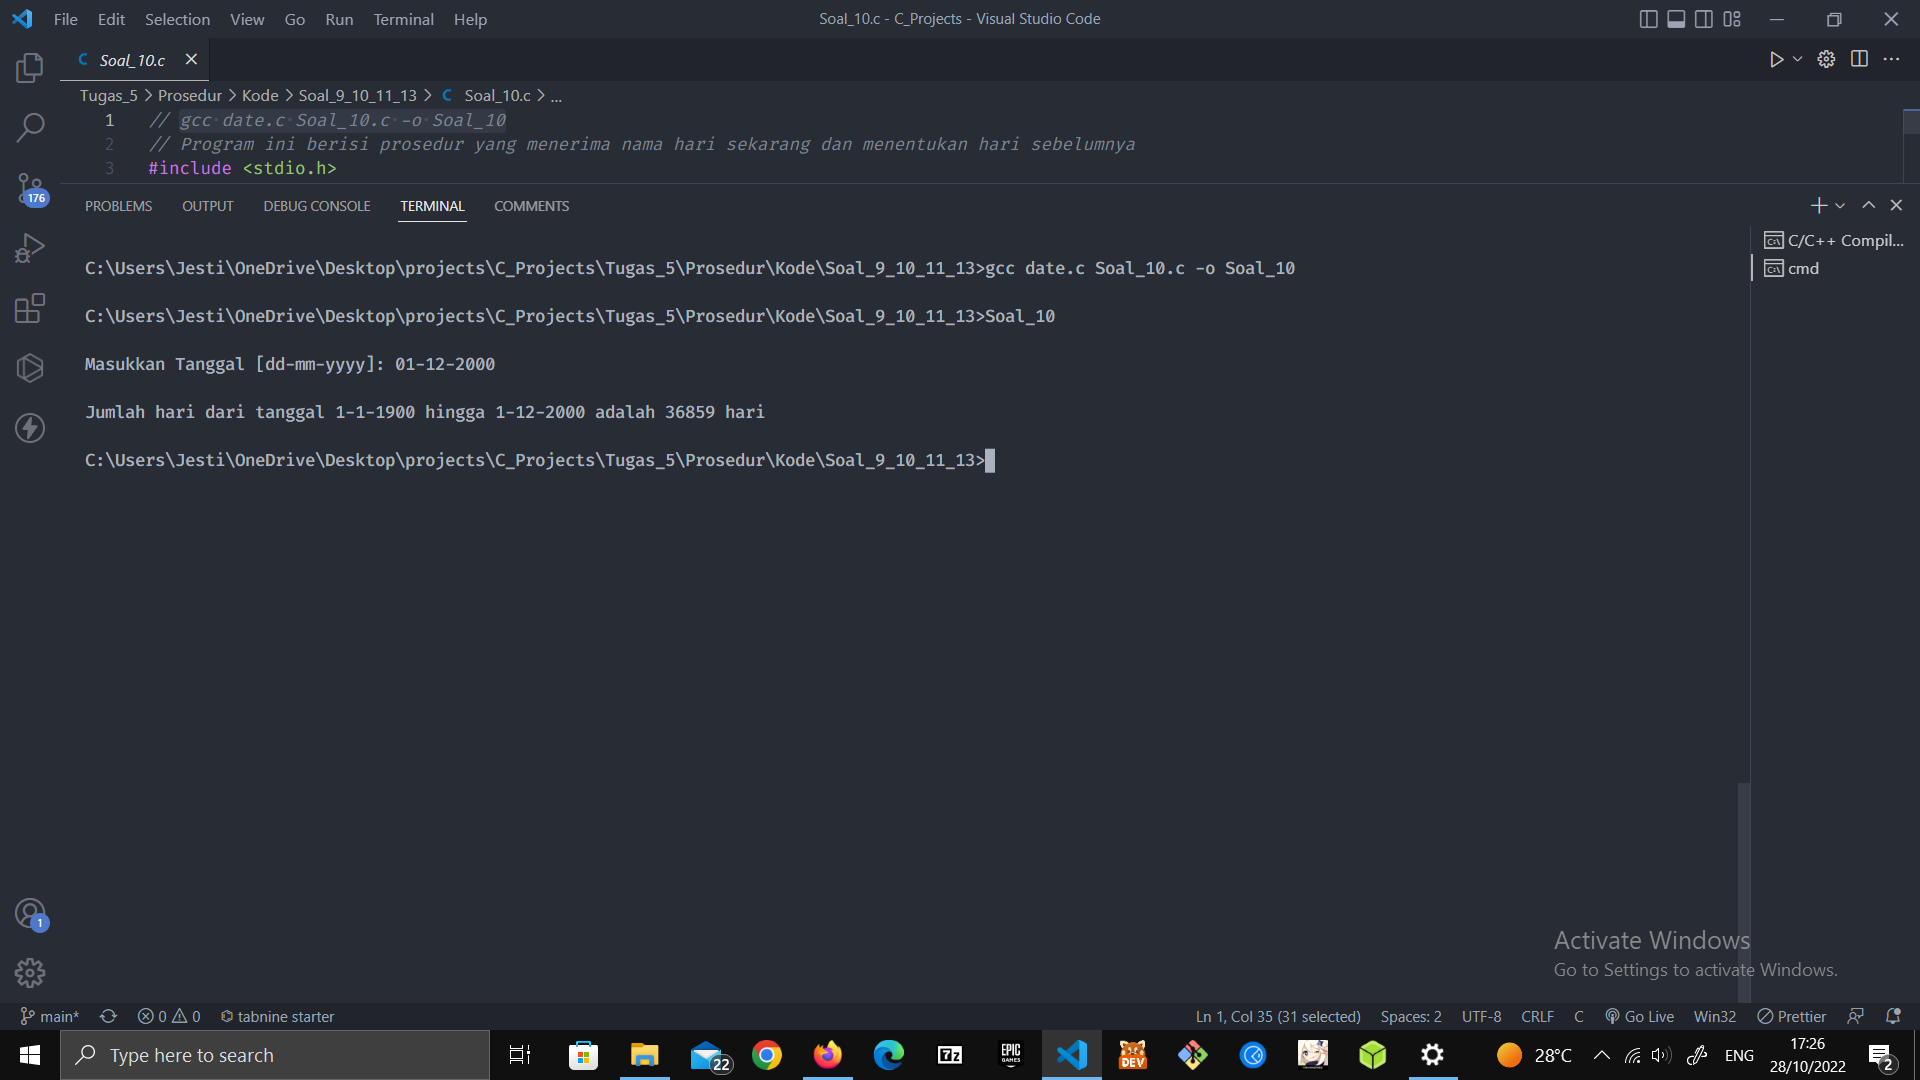 File Edit Selection View Go Run Terminal Help
Soal_10.c - C_Projects - Visual Studio Code
C Soal_10.c
Tugas_5 > Prosedur > Kode > Soal_9_10_11_13 > C Soal_10.c > ...
1 // gcc date.c Soal_10.c -o Soal_10
2 // Program ini berisi prosedur yang menerima nama hari sekarang dan menentukan hari sebelumnya
3 #include <stdio.h>
176
PROBLEMS OUTPUT DEBUG CONSOLE TERMINAL COMMENTS
C/C++ Compil...
cmd
C:\Users\Jesti\OneDrive\Desktop\projects\C_Projects\Tugas_5\Prosedur\Kode\Soal_9_10_11_13>gcc date.c Soal_10.c -o Soal_10
C:\Users\Jesti\OneDrive\Desktop\projects\C_Projects\Tugas_5\Prosedur\Kode\Soal_9_10_11_13>Soal_10
Masukkan Tanggal [dd-mm-yyyy]: 01-12-2000
Jumlah hari dari tanggal 1-1-1900 hingga 1-12-2000 adalah 36859 hari
C:\Users\Jesti\OneDrive\Desktop\projects\C_Projects\Tugas_5\Prosedur\Kode\Soal_9_10_11_13>
1
Activate Windows
Go to Settings to activate Windows.
main* 0 0 tabnine starter
Ln 1, Col 35 (31 selected) Spaces: 2 UTF-8 CRLF C Go Live Win32 Prettier
Type here to search
22
7z
EPIC GAMES
DEV
28°C
ENG
17:26
28/10/2022
2